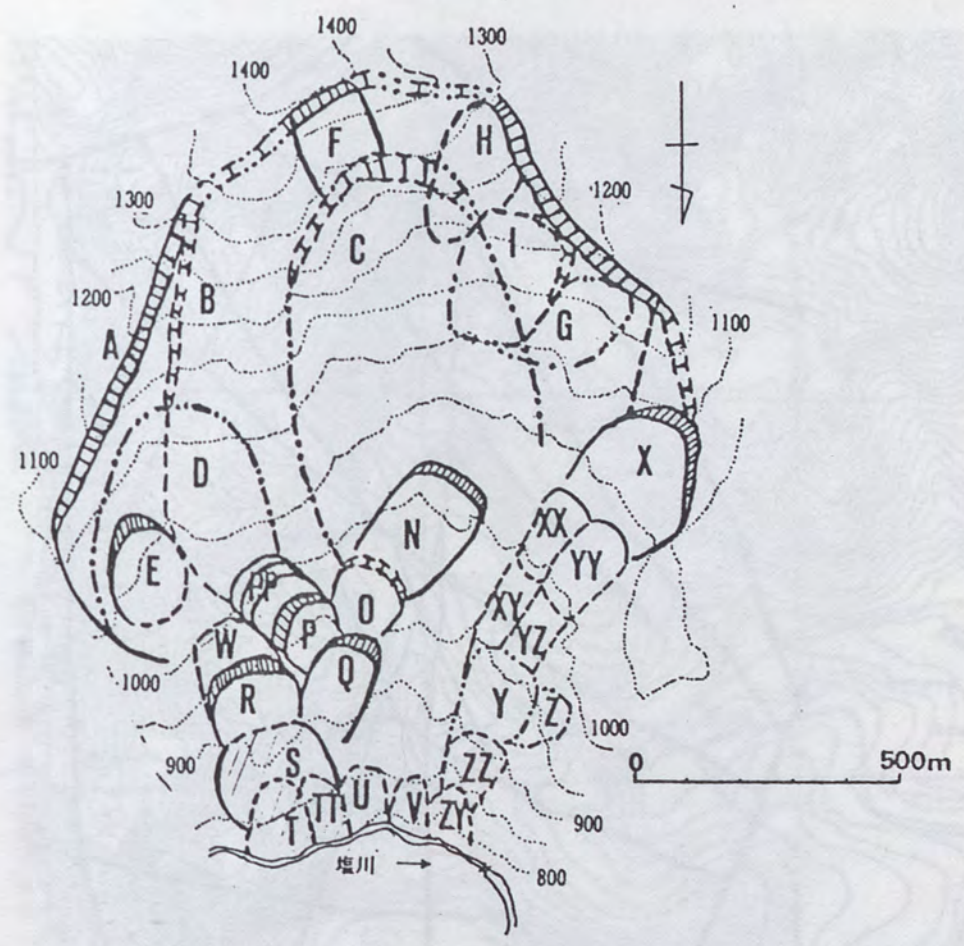 1400
1400
1300
1400
F
H
1300
1200
C
I
1200
B
G
1100
A
1100
D
X
N
XX
E
YY
PP
O
XY
P
W
YZ
Q
1000
R
Y
Z
1000
900
S
ZZ
0 500m
U
TT
V
ZY
900
T
塩川 →
800